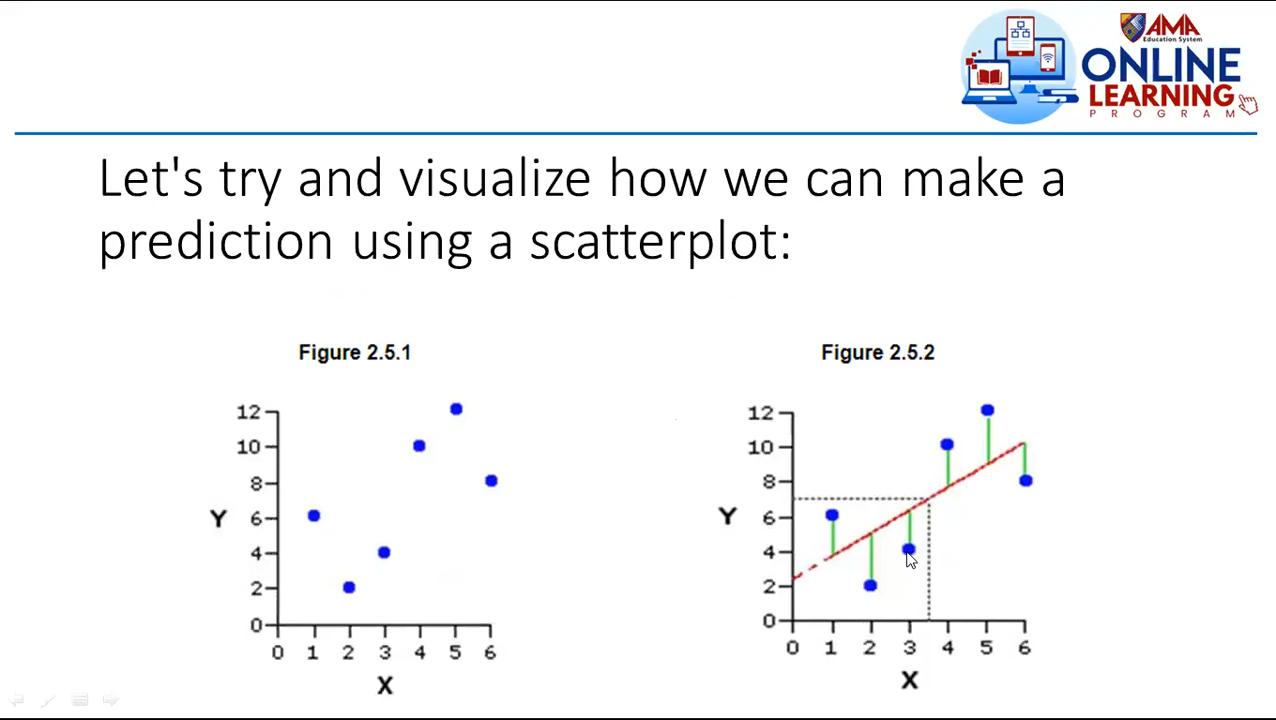 AMA
Education System
ONLINE
LEARNING
PROGRAM
Let's try and visualize how we can make a
prediction using a scatterplot:
Figure 2.5.1
12
10
8
6
4
2
0
Y
0 1 2 3 4 5 6
X
Figure 2.5.2
12
10
8
6
4
2
0
Y
0 1 2 3 4 5 6
X